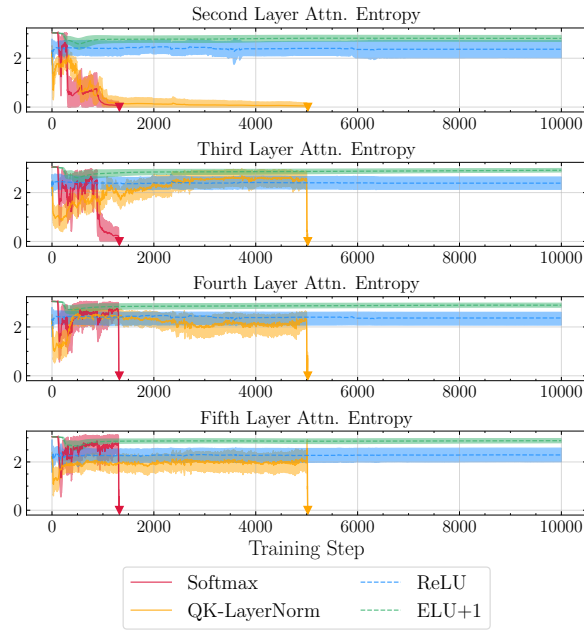 Second Layer Attn. Entropy
2
0
0 2000 4000 6000 8000 10000
Third Layer Attn. Entropy
2
0
0 2000 4000 6000 8000 10000
Fourth Layer Attn. Entropy
2
0
0 2000 4000 6000 8000 10000
Fifth Layer Attn. Entropy
2
0
0 2000 4000 6000 8000 10000
Training Step
Softmax ReLU
QK-LayerNorm ELU+1